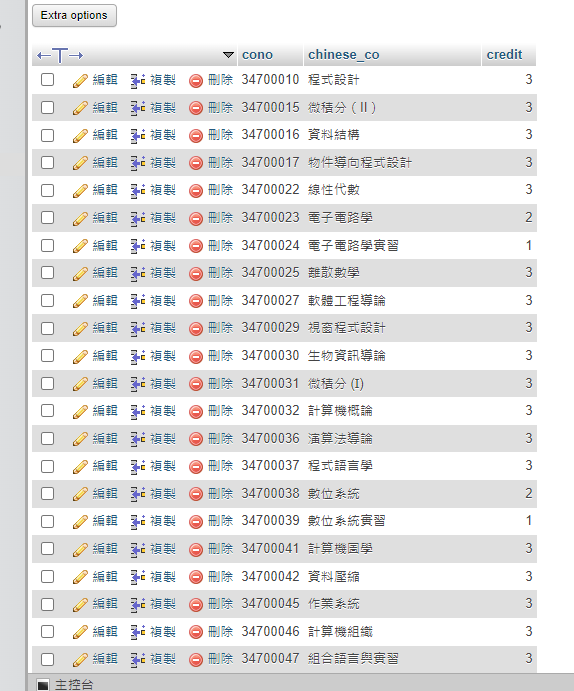 Extra options
cono chinese_co credit
編輯 複製 刪除 34700010 程式設計 3
編輯 複製 刪除 34700015 微積分（II） 3
編輯 複製 刪除 34700016 資料結構 3
編輯 複製 刪除 34700017 物件導向程式設計 3
編輯 複製 刪除 34700022 線性代數 3
編輯 複製 刪除 34700023 電子電路學 2
編輯 複製 刪除 34700024 電子電路學實習 1
編輯 複製 刪除 34700025 離散數學 3
編輯 複製 刪除 34700027 軟體工程導論 3
編輯 複製 刪除 34700029 視窗程式設計 3
編輯 複製 刪除 34700030 生物資訊導論 3
編輯 複製 刪除 34700031 微積分 (I) 3
編輯 複製 刪除 34700032 計算機概論 3
編輯 複製 刪除 34700036 演算法導論 3
編輯 複製 刪除 34700037 程式語言學 3
編輯 複製 刪除 34700038 數位系統 2
編輯 複製 刪除 34700039 數位系統實習 1
編輯 複製 刪除 34700041 計算機圖學 3
編輯 複製 刪除 34700042 資料壓縮 3
編輯 複製 刪除 34700045 作業系統 3
編輯 複製 刪除 34700046 計算機組織 3
編輯 複製 刪除 34700047 組合語言與實習 3
主控台